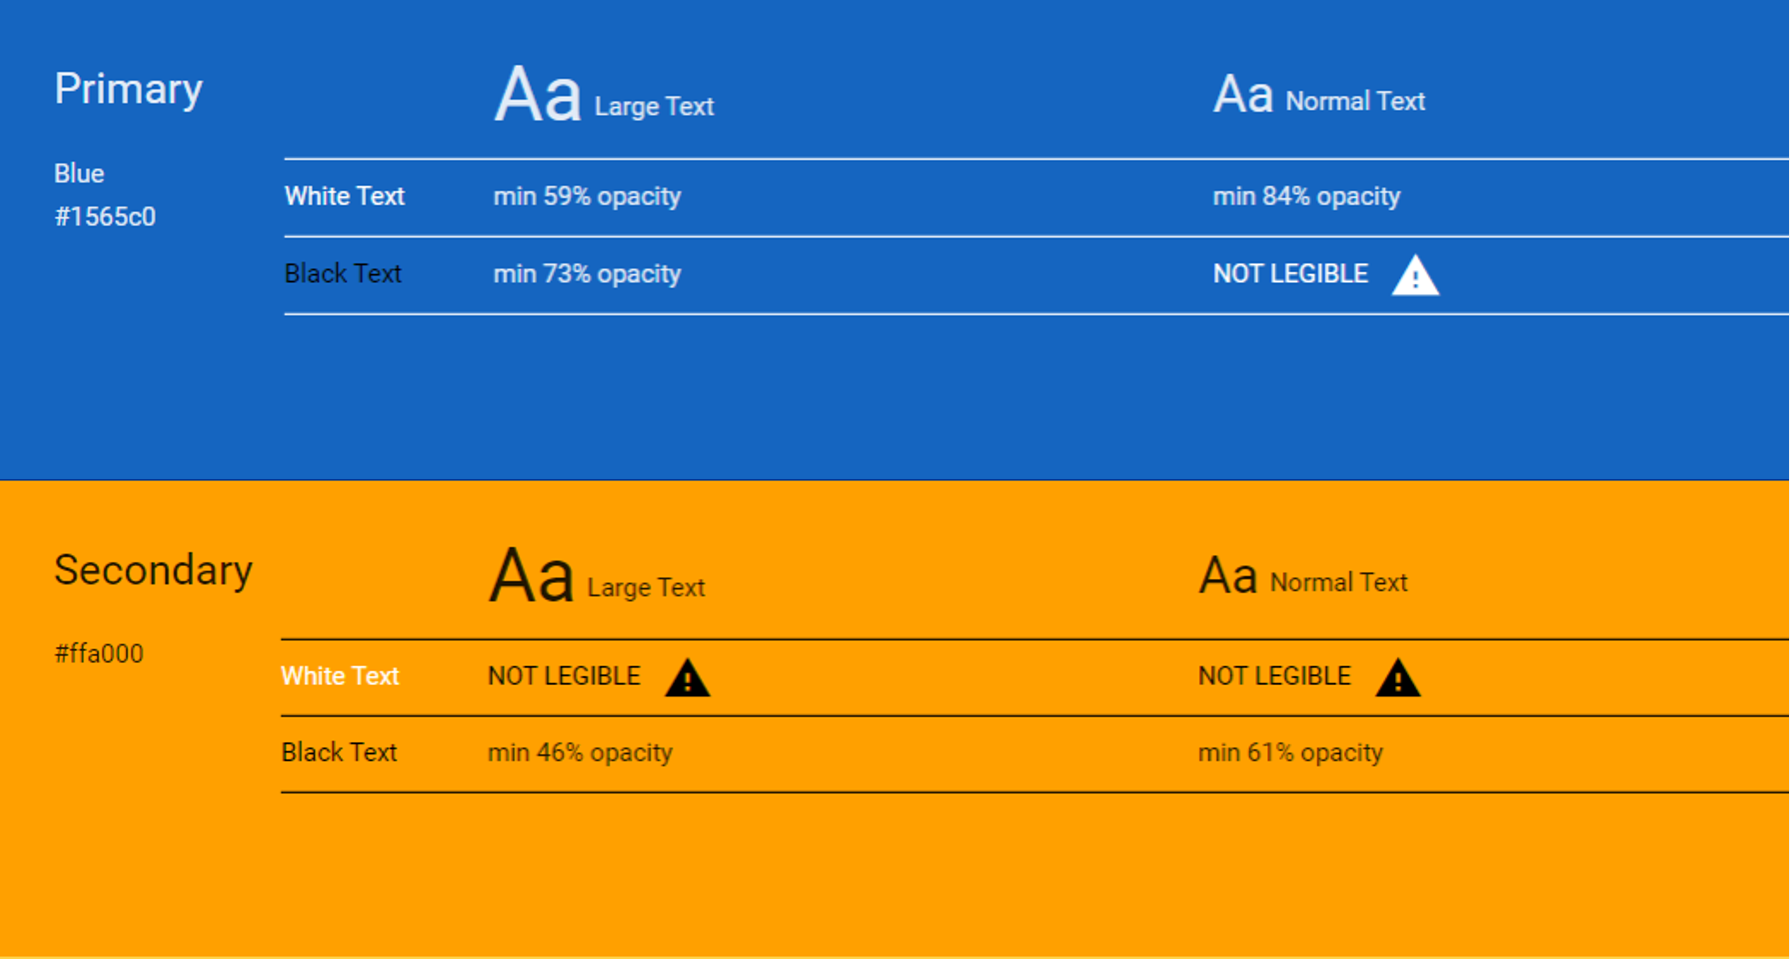 Primary
Aa Large Text
Aa Normal Text
Blue
#1565c0
White Text
min 59% opacity
min 84% opacity
Black Text
min 73% opacity
NOT LEGIBLE
Secondary
Aa Large Text
Aa Normal Text
#ffa000
White Text
NOT LEGIBLE
NOT LEGIBLE
Black Text
min 46% opacity
min 61% opacity